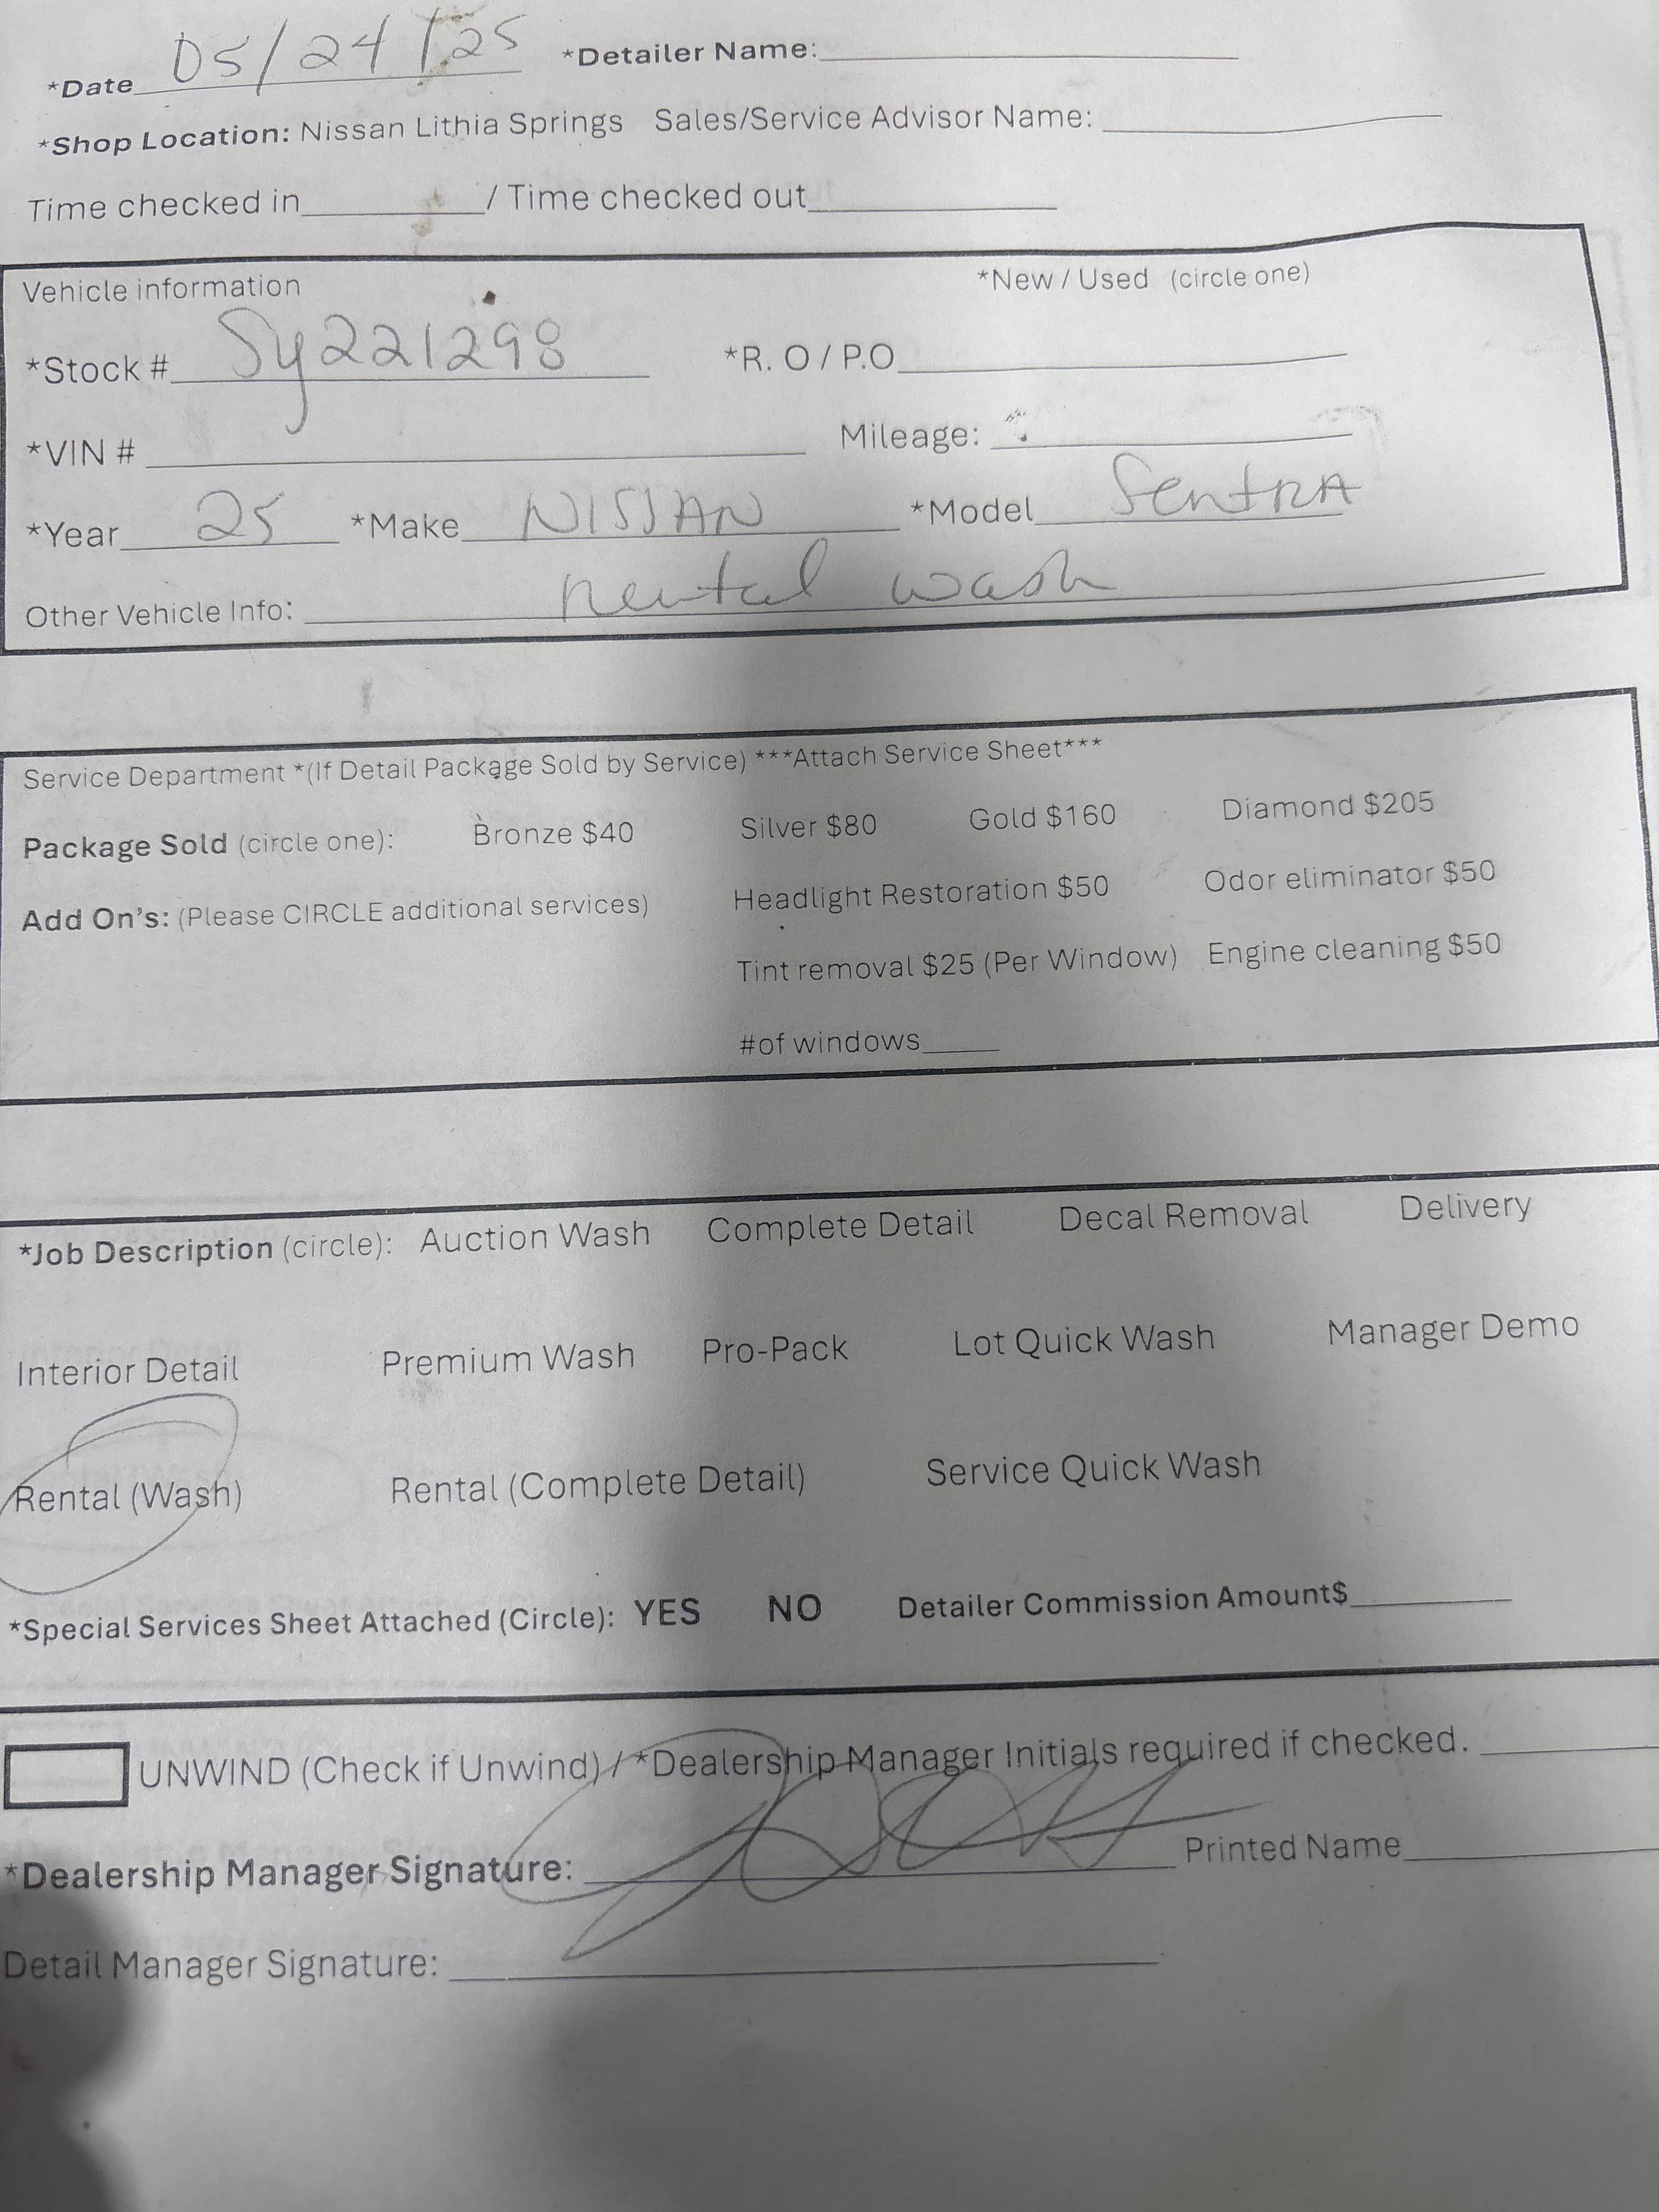 *Date 05/24/25 *Detailer Name:
*Shop Location: Nissan Lithia Springs Sales/Service Advisor Name:
Time checked in / Time checked out
Vehicle information *New / Used (circle one)
*Stock # Sy221298 *R. O / P.O
*VIN # Mileage:
*Year 25 *Make NISSAN *Model SentRA
Other Vehicle Info: rental wash
Service Department *(If Detail Package Sold by Service) ***Attach Service Sheet***
Package Sold (circle one): Bronze $40 Silver $80 Gold $160 Diamond $205
Add On's: (Please CIRCLE additional services) Headlight Restoration $50 Odor eliminator $50
Tint removal $25 (Per Window) Engine cleaning $50
#of windows
*Job Description (circle): Auction Wash Complete Detail Decal Removal Delivery
Interior Detail Premium Wash Pro-Pack Lot Quick Wash Manager Demo
Rental (Wash) Rental (Complete Detail) Service Quick Wash
*Special Services Sheet Attached (Circle): YES NO Detailer Commission Amount$
UNWIND (Check if Unwind) / *Dealership Manager Initials required if checked.
*Dealership Manager Signature: Printed Name
Detail Manager Signature: